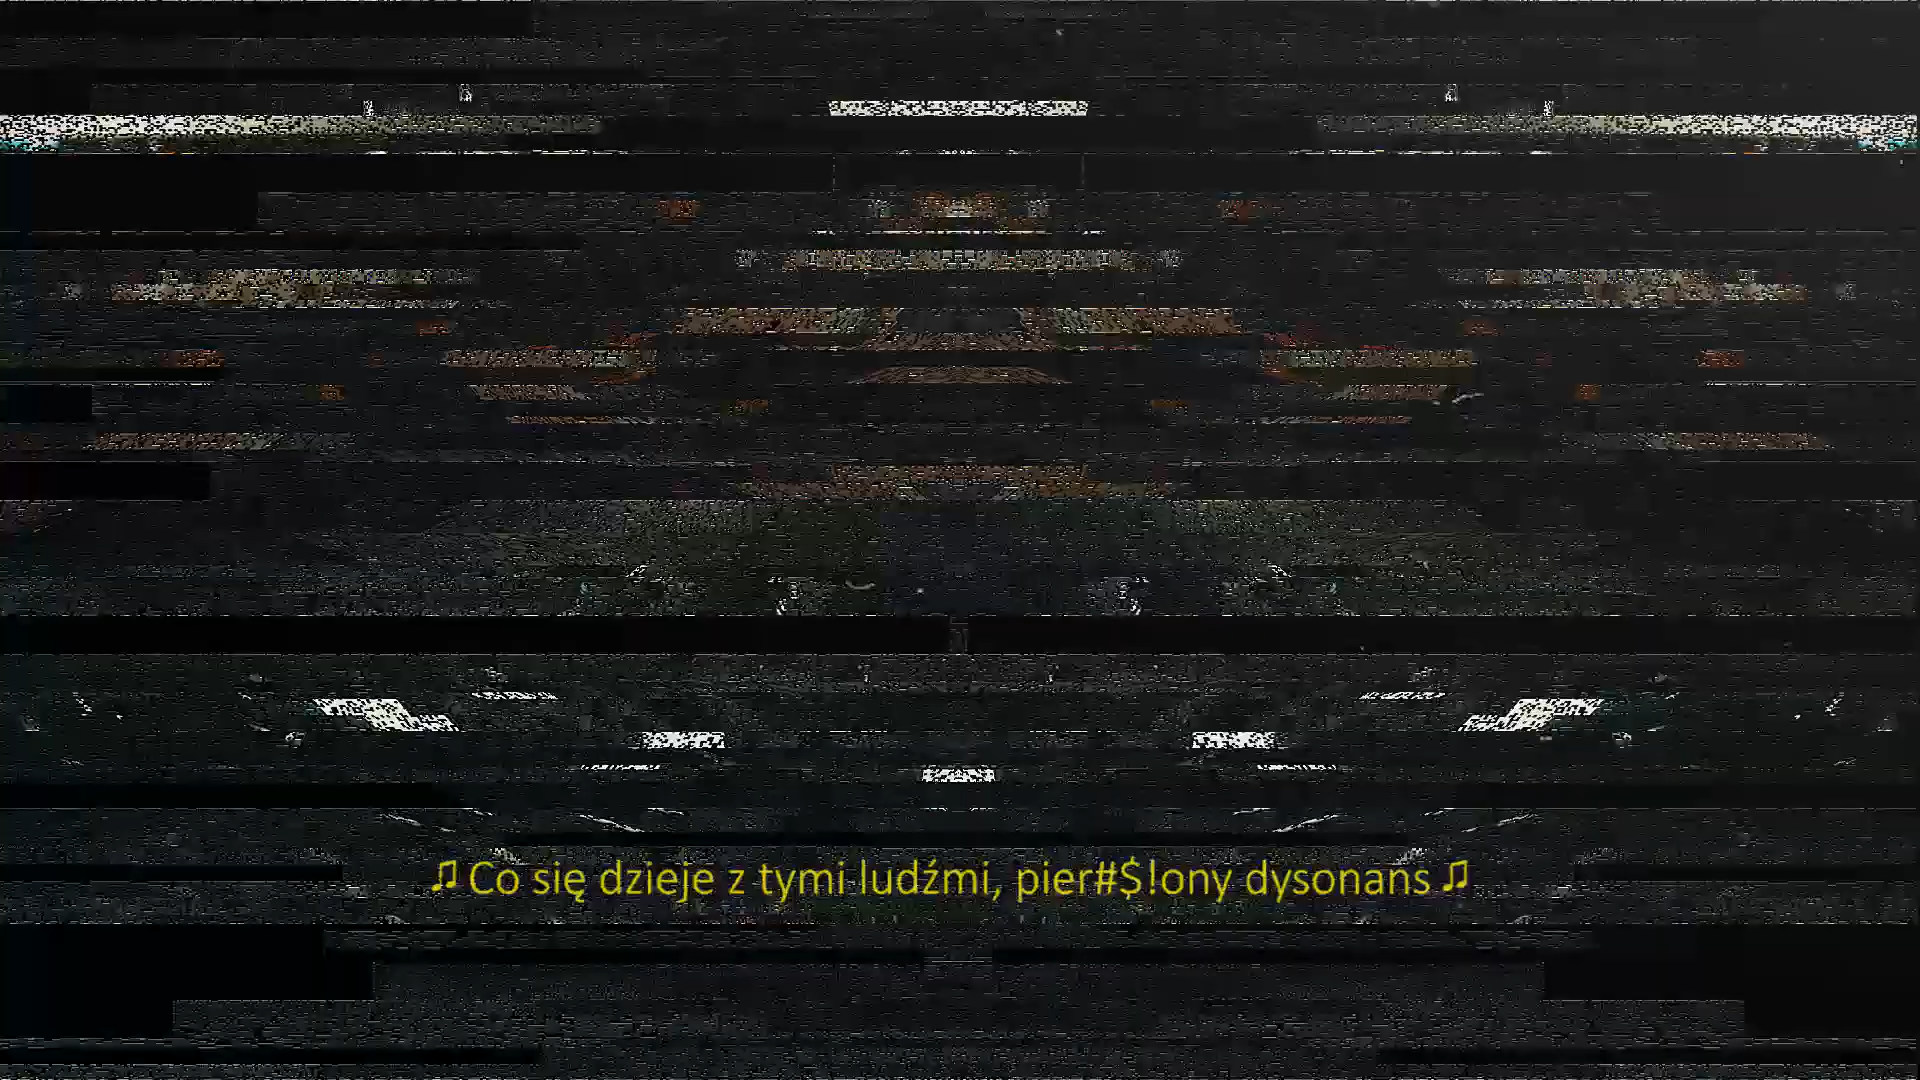 ♫ Co się dzieje z tymi ludźmi, pier#$!ony dysonans ♫